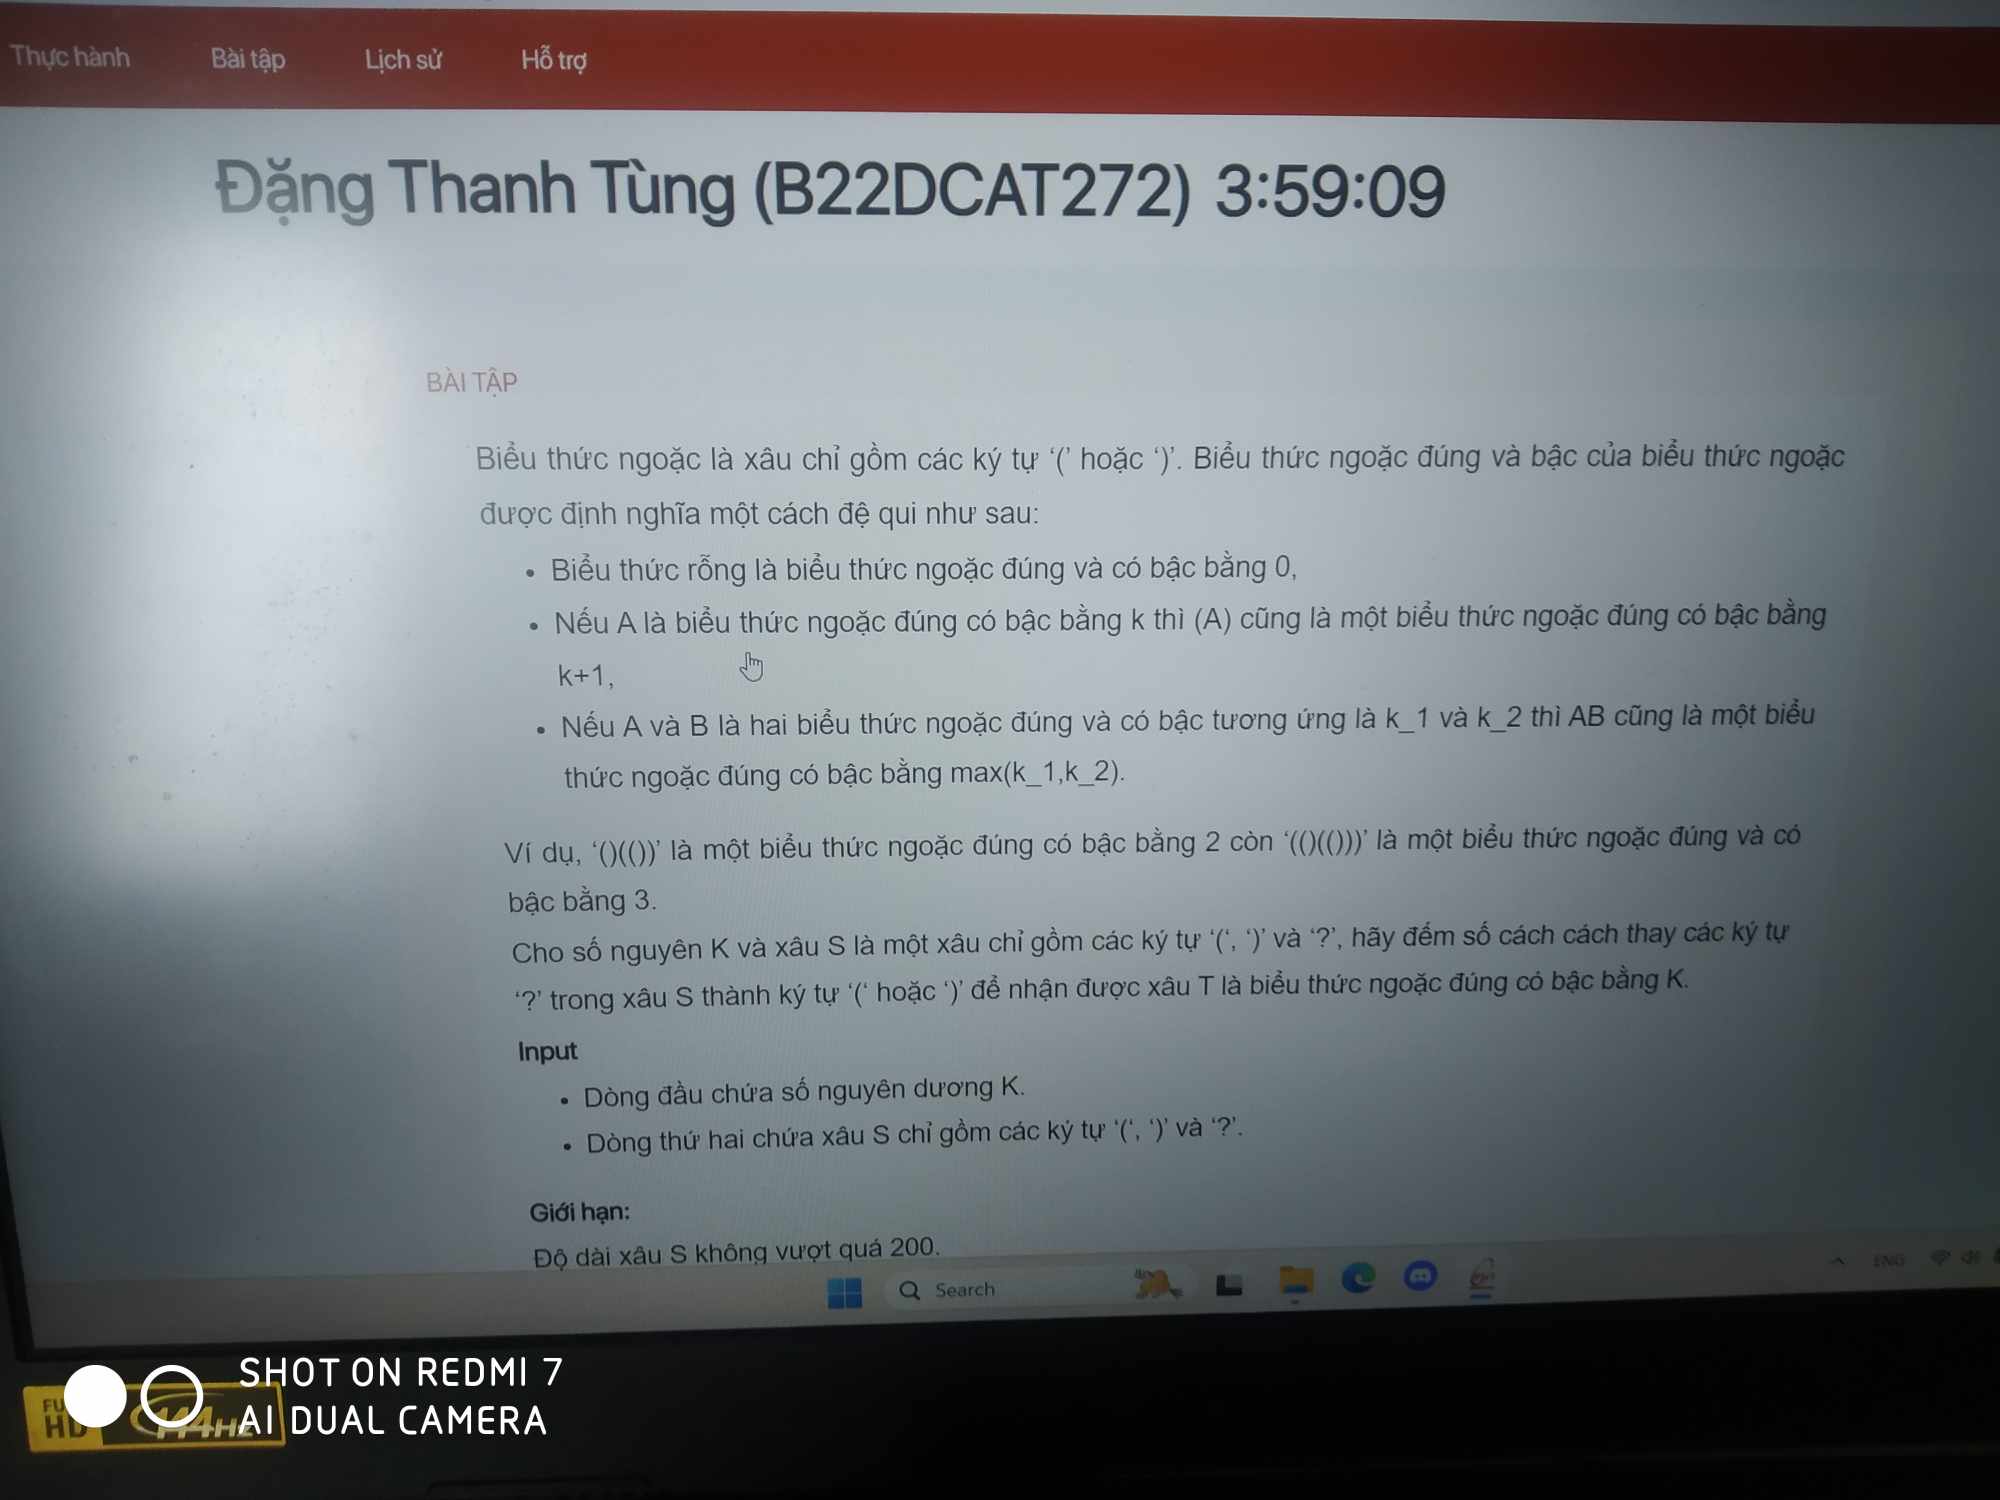 Thực hành Bài tập Lịch sử Hỗ trợ
Đặng Thanh Tùng (B22DCAT272) 3:59:09
BÀI TẬP
Biểu thức ngoặc là xâu chỉ gồm các ký tự ‘(’ hoặc ‘)’. Biểu thức ngoặc đúng và bậc của biểu thức ngoặc
được định nghĩa một cách đệ qui như sau:
• Biểu thức rỗng là biểu thức ngoặc đúng và có bậc bằng 0,
• Nếu A là biểu thức ngoặc đúng có bậc bằng k thì (A) cũng là một biểu thức ngoặc đúng có bậc bằng
k+1,
• Nếu A và B là hai biểu thức ngoặc đúng và có bậc tương ứng là k_1 và k_2 thì AB cũng là một biểu
thức ngoặc đúng có bậc bằng max(k_1,k_2).
Ví dụ, ‘()(())’ là một biểu thức ngoặc đúng có bậc bằng 2 còn ‘(()(()))’ là một biểu thức ngoặc đúng và có
bậc bằng 3.
Cho số nguyên K và xâu S là một xâu chỉ gồm các ký tự ‘(‘, ‘)’ và ‘?’, hãy đếm số cách cách thay các ký tự
‘?’ trong xâu S thành ký tự ‘(‘ hoặc ‘)’ để nhận được xâu T là biểu thức ngoặc đúng có bậc bằng K.
Input
• Dòng đầu chứa số nguyên dương K.
• Dòng thứ hai chứa xâu S chỉ gồm các ký tự ‘(‘, ‘)’ và ‘?’.
Giới hạn:
Độ dài xâu S không vượt quá 200.
Search
ENG
SHOT ON REDMI 7
AI DUAL CAMERA
HD 144Hz